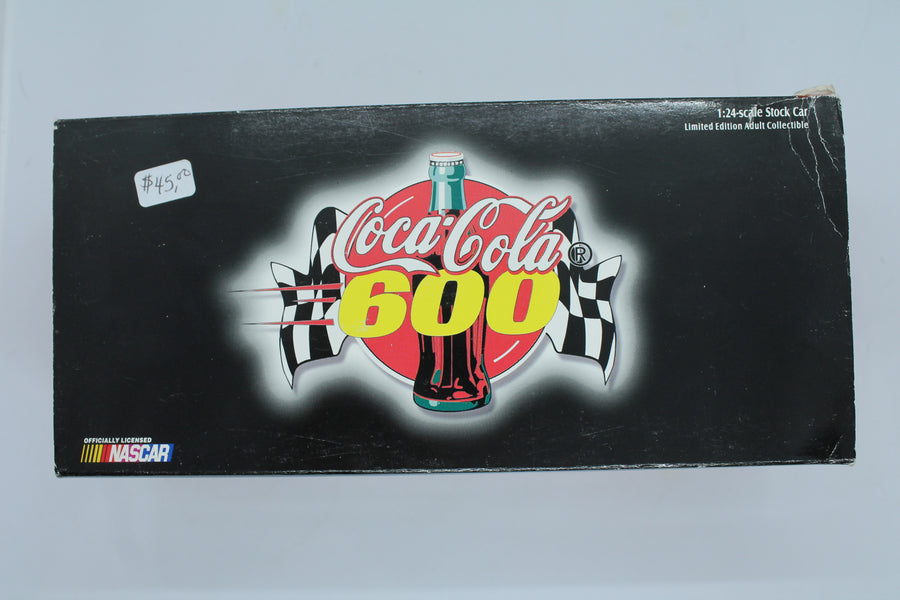 1:24-scale Stock Car
Limited Edition Adult Collectible
$45.00
Coca-Cola
®
600
OFFICIALLY LICENSED
NASCAR